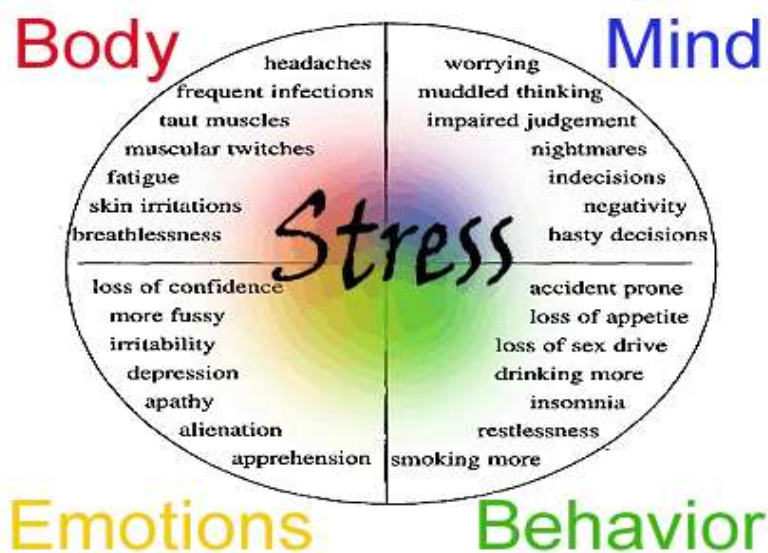 Body
headaches
frequent infections
taut muscles
muscular twitches
fatigue
skin irritations
breathlessness
Mind
worrying
muddled thinking
impaired judgement
nightmares
indecisions
negativity
hasty decisions
Stress
loss of confidence
more fussy
irritability
depression
apathy
alienation
apprehension
Emotions
accident prone
loss of appetite
loss of sex drive
drinking more
insomnia
restlessness
smoking more
Behavior